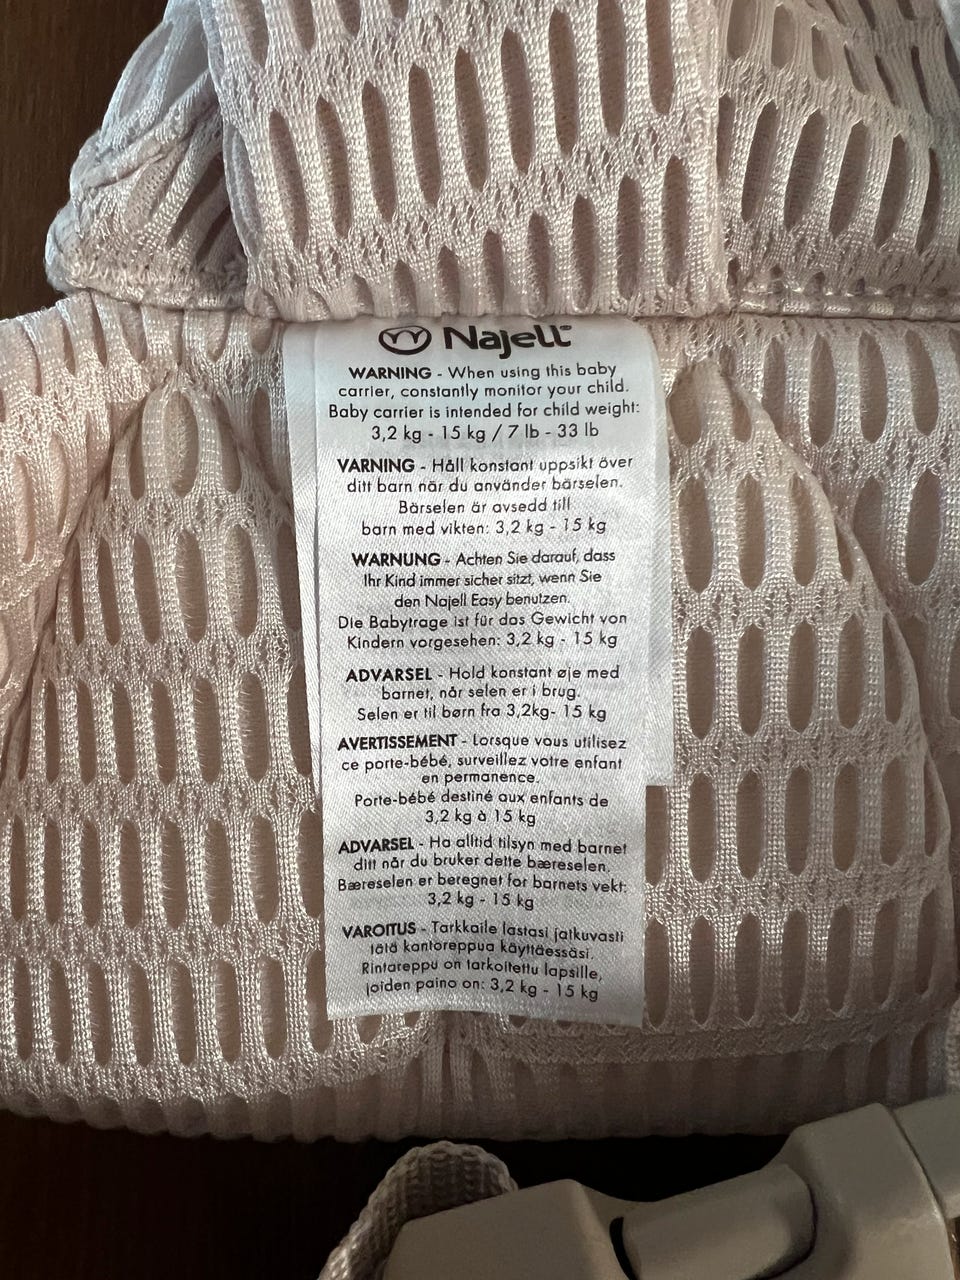 Najell
WARNING - When using this baby
carrier, constantly monitor your child.
Baby carrier is intended for child weight:
3,2 kg - 15 kg / 7 lb - 33 lb
VARNING - Håll konstant uppsikt över
ditt barn när du använder bärselen.
Bärselen är avsedd till
barn med vikten: 3,2 kg - 15 kg
WARNUNG - Achten Sie darauf, dass
Ihr Kind immer sicher sitzt, wenn Sie
den Najell Easy benutzen.
Die Babytrage ist für das Gewicht von
Kindern vorgesehen: 3,2 kg - 15 kg
ADVARSEL - Hold konstant øje med
barnet, når selen er i brug.
Selen er til børn fra 3,2kg- 15 kg
AVERTISSEMENT - Lorsque vous utilisez
ce porte-bébé, surveillez votre enfant
en permanence.
Porte-bébé destiné aux enfants de
3,2 kg à 15 kg
ADVARSEL - Ha alltid tilsyn med barnet
ditt når du bruker dette bæreselen.
Bæreselen er beregnet for barnets vekt:
3,2 kg - 15 kg
VAROITUS - Tarkkaile lastasi jatkuvasti
tätä kantoreppua käyttäessäsi.
Rintareppu on tarkoitettu lapsille,
joiden paino on: 3,2 kg - 15 kg